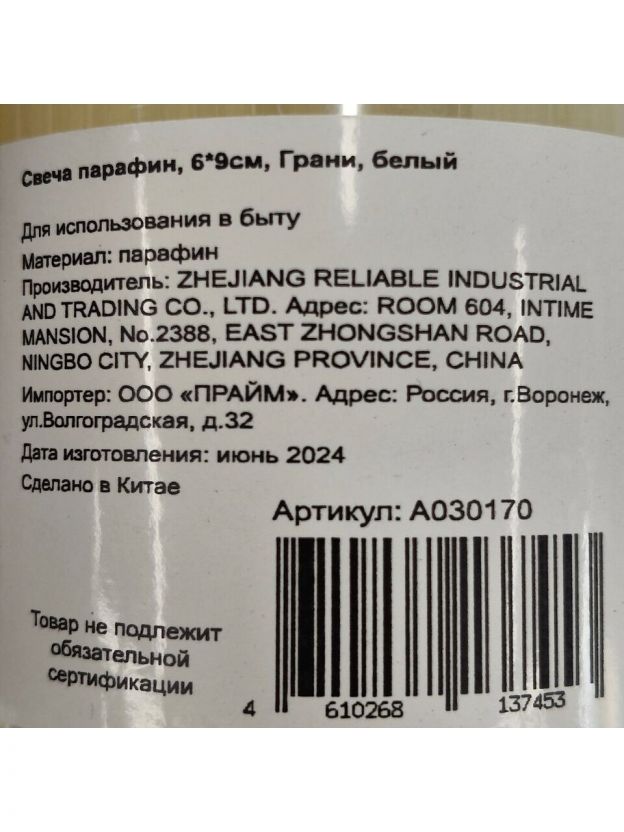 Свеча парафин, 6*9см, Грани, белый
Для использования в быту
Материал: парафин
Производитель: ZHEJIANG RELIABLE INDUSTRIAL
AND TRADING CO., LTD. Адрес: ROOM 604, INTIME
MANSION, No.2388, EAST ZHONGSHAN ROAD,
NINGBO CITY, ZHEJIANG PROVINCE, CHINA
Импортер: ООО «ПРАЙМ». Адрес: Россия, г.Воронеж,
ул.Волгоградская, д.32
Дата изготовления: июнь 2024
Сделано в Китае
Артикул: А030170
Товар не подлежит
обязательной
сертификации
4 610268 137453